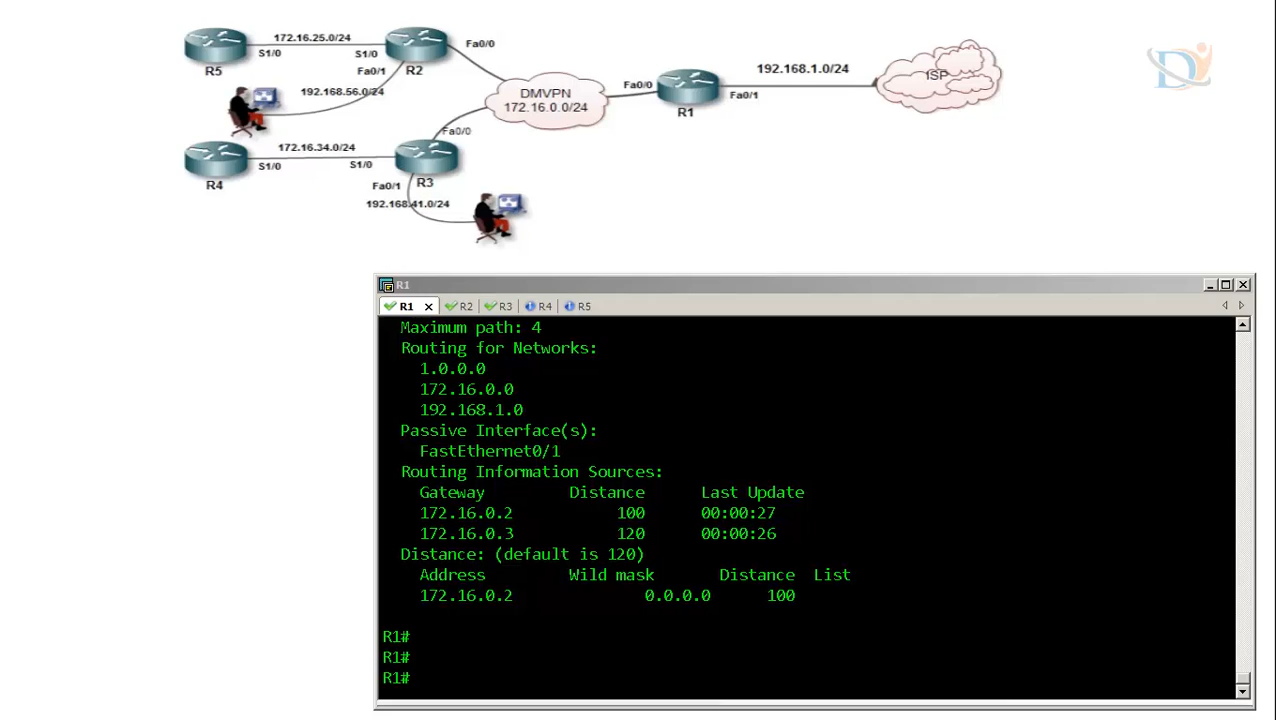 172.16.25.0/24
S1/0
S1/0
Fa0/0
R5
R2
Fa0/1
192.168.56.0/24
DMVPN
172.16.0.0/24
Fa0/0
R1
192.168.1.0/24
Fa0/1
ISP
Fa0/0
172.16.34.0/24
S1/0
S1/0
R4
R3
Fa0/1
192.168.41.0/24
R1
R1 R2 R3 R4 R5
Maximum path: 4
Routing for Networks:
1.0.0.0
172.16.0.0
192.168.1.0
Passive Interface(s):
FastEthernet0/1
Routing Information Sources:
Gateway Distance Last Update
172.16.0.2 100 00:00:27
172.16.0.3 120 00:00:26
Distance: (default is 120)
Address Wild mask Distance List
172.16.0.2 0.0.0.0 100
R1#
R1#
R1#